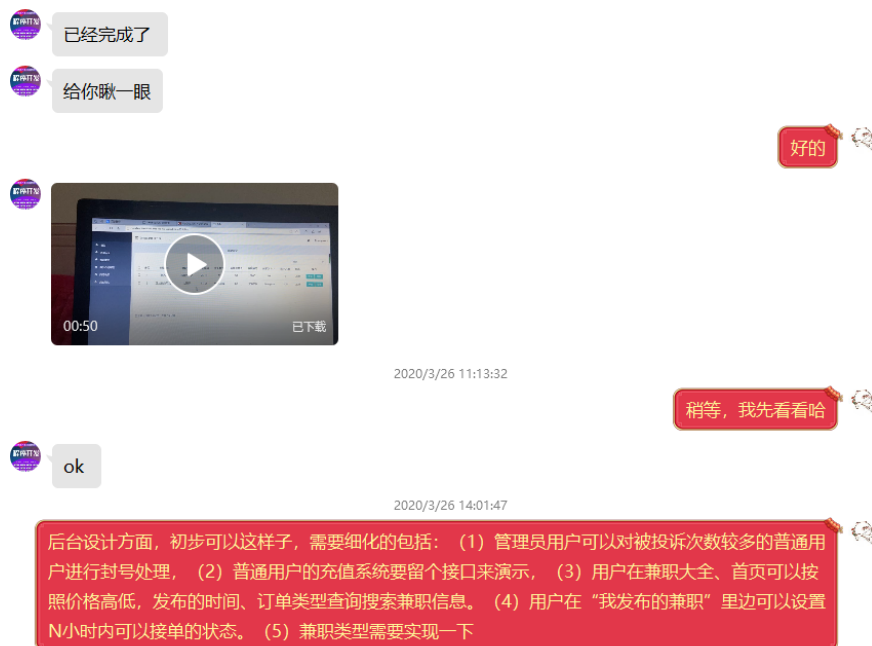 已经完成了
给你瞅一眼
好的
00:50
已下载
2020/3/26 11:13:32
稍等，我先看看哈
ok
2020/3/26 14:01:47
后台设计方面，初步可以这样子，需要细化的包括：（1）管理员用户可以对被投诉次数较多的普通用
户进行封号处理，（2）普通用户的充值系统要留个接口来演示，（3）用户在兼职大全、首页可以按
照价格高低，发布的时间、订单类型查询搜索兼职信息。（4）用户在“我发布的兼职”里边可以设置
N小时内可以接单的状态。（5）兼职类型需要实现一下